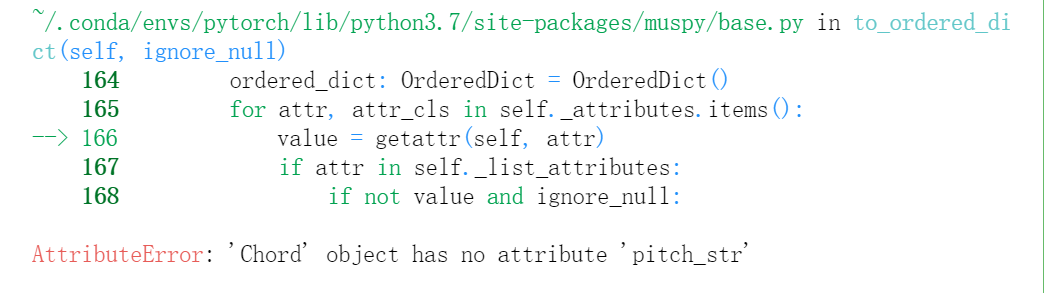 ~/.conda/envs/pytorch/lib/python3.7/site-packages/muspy/base.py in to_ordered_di
ct(self, ignore_null)
    164         ordered_dict: OrderedDict = OrderedDict()
    165         for attr, attr_cls in self._attributes.items():
--> 166             value = getattr(self, attr)
    167             if attr in self._list_attributes:
    168                 if not value and ignore_null:

AttributeError: 'Chord' object has no attribute 'pitch_str'